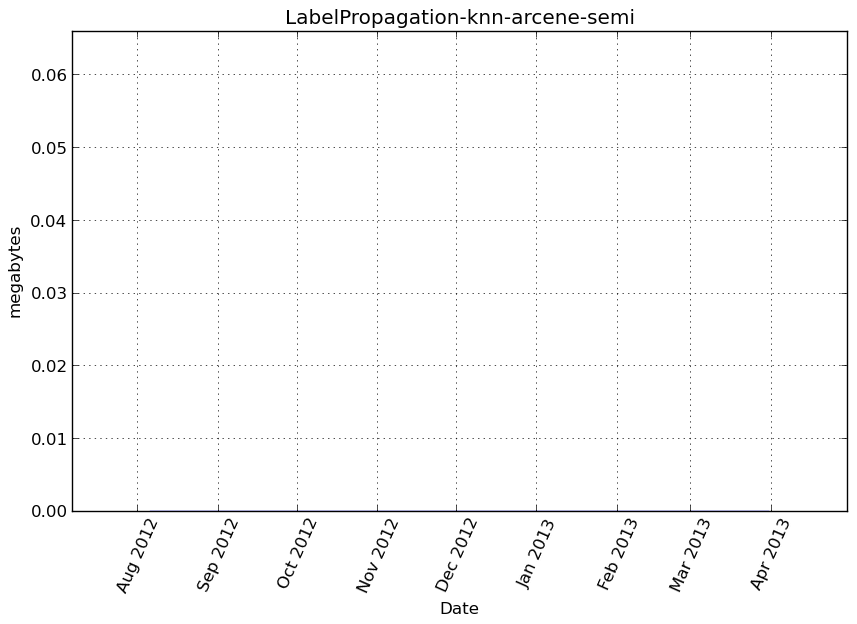 LabelPropagation-knn-arcene-semi
0.06
0.05
0.04
0.03
0.02
0.01
0.00
megabytes
Aug 2012
Sep 2012
Oct 2012
Nov 2012
Dec 2012
Jan 2013
Feb 2013
Mar 2013
Apr 2013
Date